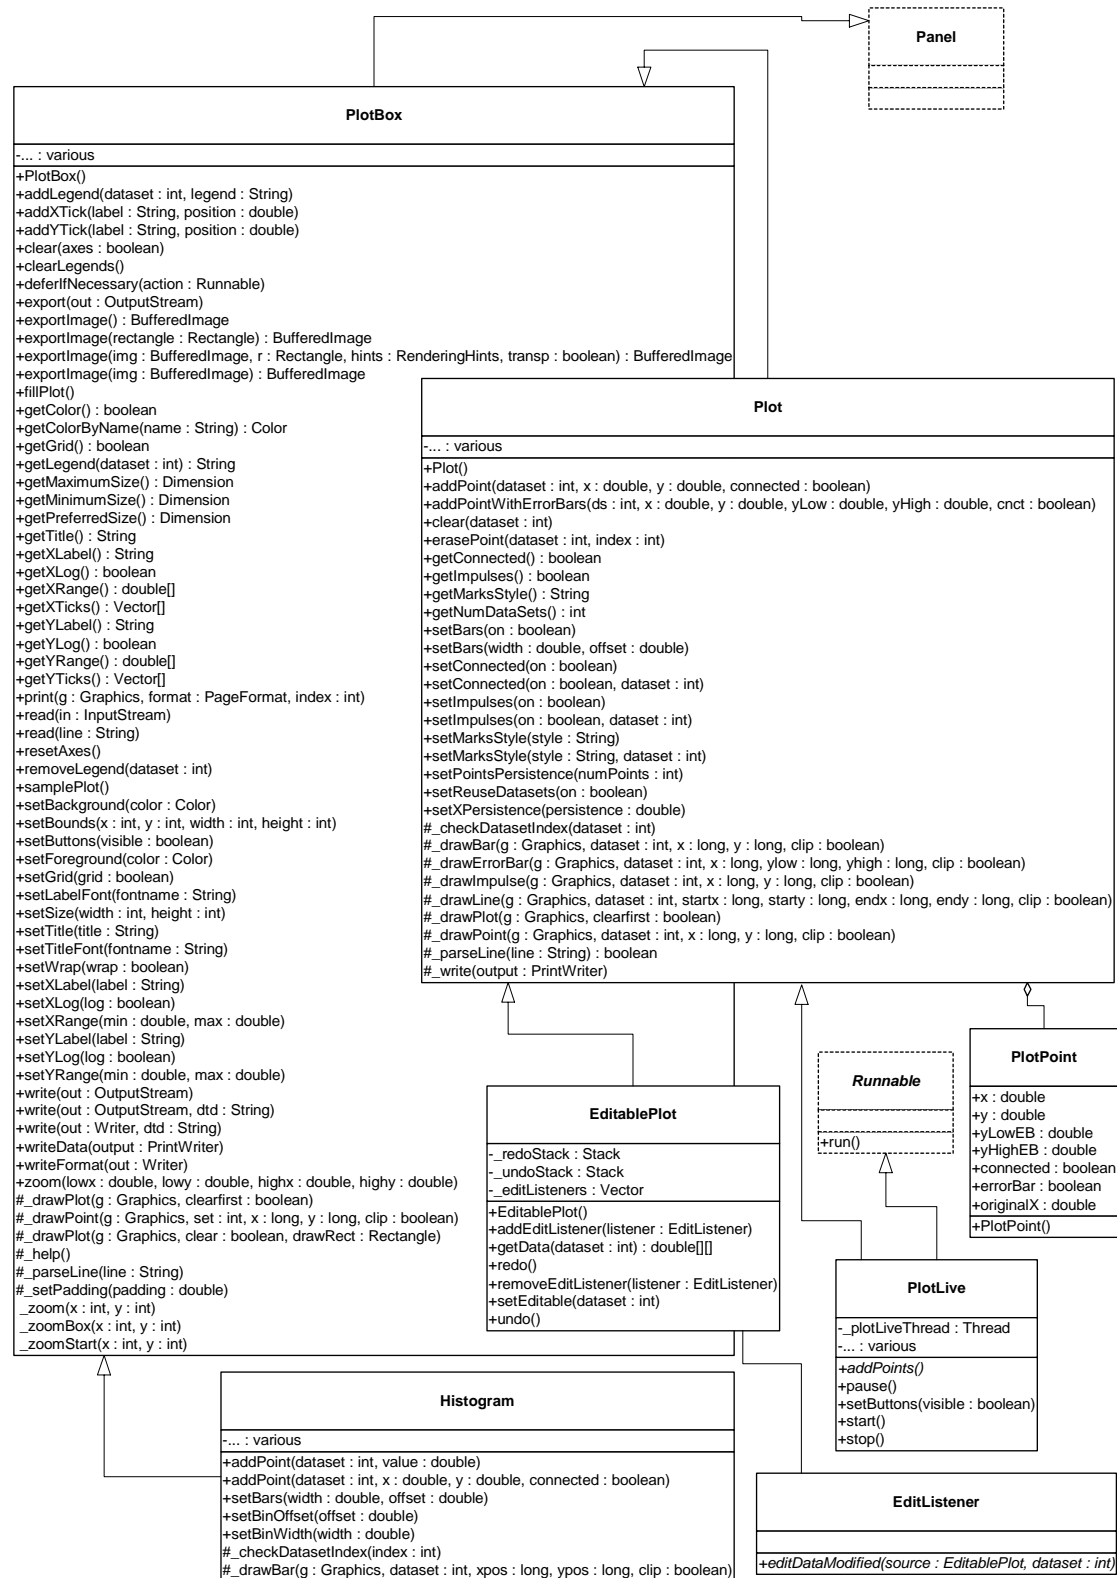 Panel
PlotBox
-... : various
+PlotBox()
+addLegend(dataset : int, legend : String)
+addXTick(label : String, position : double)
+addYTick(label : String, position : double)
+clear(axes : boolean)
+clearLegends()
+deferIfNecessary(action : Runnable)
+export(out : OutputStream)
+exportImage() : BufferedImage
+exportImage(rectangle : Rectangle) : BufferedImage
+exportImage(img : BufferedImage, r : Rectangle, hints : RenderingHints, transp : boolean) : BufferedImage
+exportImage(img : BufferedImage) : BufferedImage
+fillPlot()
+getColor() : boolean
+getColorByName(name : String) : Color
+getGrid() : boolean
+getLegend(dataset : int) : String
+getMaximumSize() : Dimension
+getMinimumSize() : Dimension
+getPreferredSize() : Dimension
+getTitle() : String
+getXLabel() : String
+getXLog() : boolean
+getXRange() : double[]
+getXTicks() : Vector[]
+getYLabel() : String
+getYLog() : boolean
+getYRange() : double[]
+getYTicks() : Vector[]
+print(g : Graphics, format : PageFormat, index : int)
+read(in : InputStream)
+read(line : String)
+resetAxes()
+removeLegend(dataset : int)
+samplePlot()
+setBackground(color : Color)
+setBounds(x : int, y : int, width : int, height : int)
+setButtons(visible : boolean)
+setForeground(color : Color)
+setGrid(grid : boolean)
+setLabelFont(fontname : String)
+setSize(width : int, height : int)
+setTitle(title : String)
+setTitleFont(fontname : String)
+setWrap(wrap : boolean)
+setXLabel(label : String)
+setXLog(log : boolean)
+setXRange(min : double, max : double)
+setYLabel(label : String)
+setYLog(log : boolean)
+setYRange(min : double, max : double)
+write(out : OutputStream)
+write(out : OutputStream, dtd : String)
+write(out : Writer, dtd : String)
+writeData(output : PrintWriter)
+writeFormat(out : Writer)
+zoom(lowx : double, lowy : double, highx : double, highy : double)
#_drawPlot(g : Graphics, clearfirst : boolean)
#_drawPoint(g : Graphics, set : int, x : long, y : long, clip : boolean)
#_drawPlot(g : Graphics, clear : boolean, drawRect : Rectangle)
#_help()
#_parseLine(line : String)
#_setPadding(padding : double)
_zoom(x : int, y : int)
_zoomBox(x : int, y : int)
_zoomStart(x : int, y : int)
Plot
-... : various
+Plot()
+addPoint(dataset : int, x : double, y : double, connected : boolean)
+addPointWithErrorBars(ds : int, x : double, y : double, yLow : double, yHigh : double, cnct : boolean)
+clear(dataset : int)
+erasePoint(dataset : int, index : int)
+getConnected() : boolean
+getImpulses() : boolean
+getMarksStyle() : String
+getNumDataSets() : int
+setBars(on : boolean)
+setBars(width : double, offset : double)
+setConnected(on : boolean)
+setConnected(on : boolean, dataset : int)
+setImpulses(on : boolean)
+setImpulses(on : boolean, dataset : int)
+setMarksStyle(style : String)
+setMarksStyle(style : String, dataset : int)
+setPointsPersistence(numPoints : int)
+setReuseDatasets(on : boolean)
+setXPersistence(persistence : double)
#_checkDatasetIndex(dataset : int)
#_drawBar(g : Graphics, dataset : int, x : long, y : long, clip : boolean)
#_drawErrorBar(g : Graphics, dataset : int, x : long, ylow : long, yhigh : long, clip : boolean)
#_drawImpulse(g : Graphics, dataset : int, x : long, y : long, clip : boolean)
#_drawLine(g : Graphics, dataset : int, startx : long, starty : long, endx : long, endy : long, clip : boolean)
#_drawPlot(g : Graphics, clearfirst : boolean)
#_drawPoint(g : Graphics, dataset : int, x : long, y : long, clip : boolean)
#_parseLine(line : String) : boolean
#_write(output : PrintWriter)
EditablePlot
-_redoStack : Stack
-_undoStack : Stack
-_editListeners : Vector
+EditablePlot()
+addEditListener(listener : EditListener)
+getData(dataset : int) : double[][]
+redo()
+removeEditListener(listener : EditListener)
+setEditable(dataset : int)
+undo()
Runnable
+run()
PlotPoint
+x : double
+y : double
+yLowEB : double
+yHighEB : double
+connected : boolean
+errorBar : boolean
+originalX : double
+PlotPoint()
PlotLive
-_plotLiveThread : Thread
-... : various
+addPoints()
+pause()
+setButtons(visible : boolean)
+start()
+stop()
Histogram
-... : various
+addPoint(dataset : int, value : double)
+addPoint(dataset : int, x : double, y : double, connected : boolean)
+setBars(width : double, offset : double)
+setBinOffset(offset : double)
+setBinWidth(width : double)
#_checkDatasetIndex(index : int)
#_drawBar(g : Graphics, dataset : int, xpos : long, ypos : long, clip : boolean)
EditListener
+editDataModified(source : EditablePlot, dataset : int)